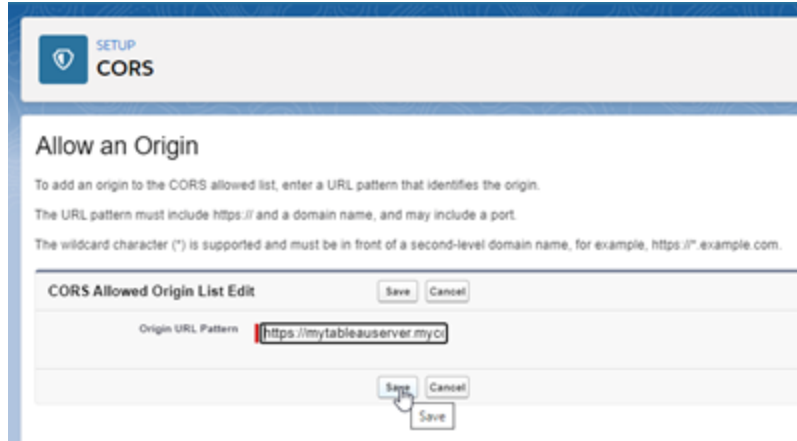 SETUP
CORS
Allow an Origin
To add an origin to the CORS allowed list, enter a URL pattern that identifies the origin.
The URL pattern must include https:// and a domain name, and may include a port.
The wildcard character (*) is supported and must be in front of a second-level domain name, for example, https://*.example.com.
CORS Allowed Origin List Edit Save Cancel
Origin URL Pattern https://mytableauserver.myco
Save Cancel
Save